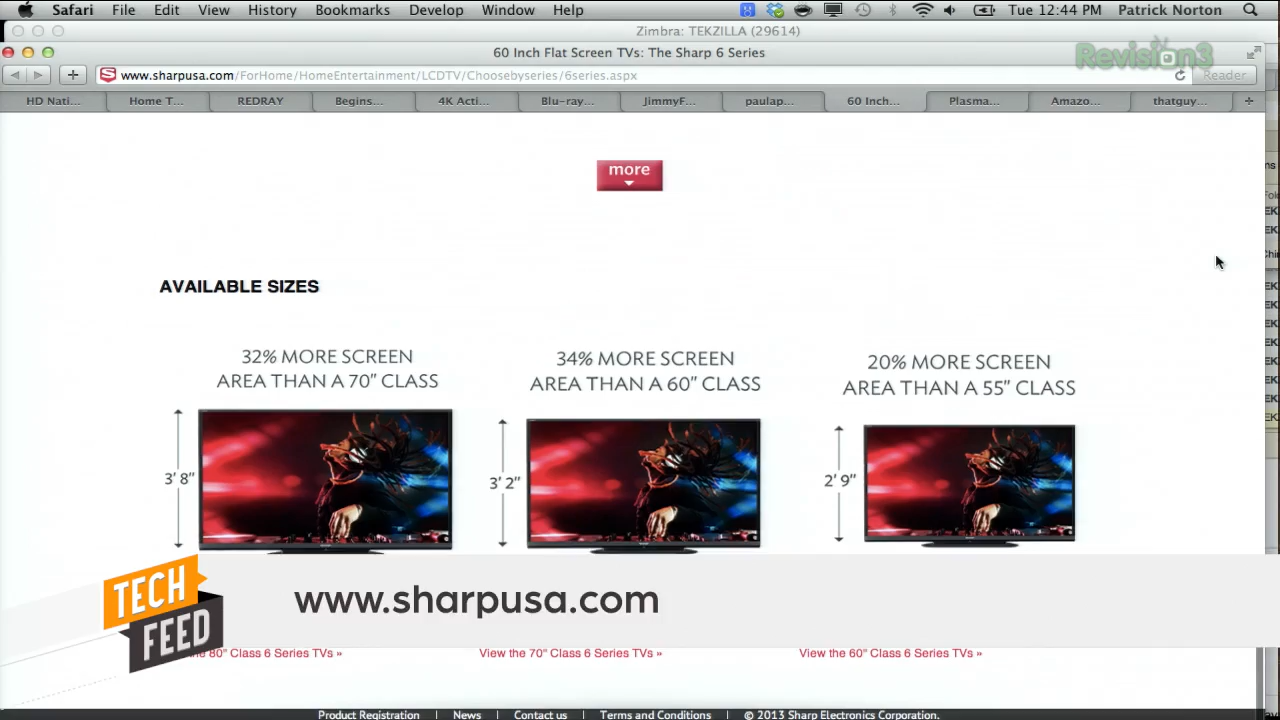 Safari File Edit View History Bookmarks Develop Window Help Tue 12:44 PM Patrick Norton
Zimbra: TEKZILLA (29614)
60 Inch Flat Screen TVs: The Sharp 6 Series
Revision3
www.sharpusa.com/ForHome/HomeEntertainment/LCDTV/Choosebyseries/6series.aspx
Reader
HD Nati... Home T... REDRAY Begins... 4K Acti... Blu-ray... JimmyF... paulap... 60 Inch... Plasma... Amazo... thatguy...
more
AVAILABLE SIZES
32% MORE SCREEN
AREA THAN A 70" CLASS
34% MORE SCREEN
AREA THAN A 60" CLASS
20% MORE SCREEN
AREA THAN A 55" CLASS
3' 8"
3' 2"
2' 9"
TECH
FEED
www.sharpusa.com
80" Class 6 Series TVs »
View the 70" Class 6 Series TVs »
View the 60" Class 6 Series TVs »
Product Registration | News | Contact us | Terms and Conditions | © 2013 Sharp Electronics Corporation.